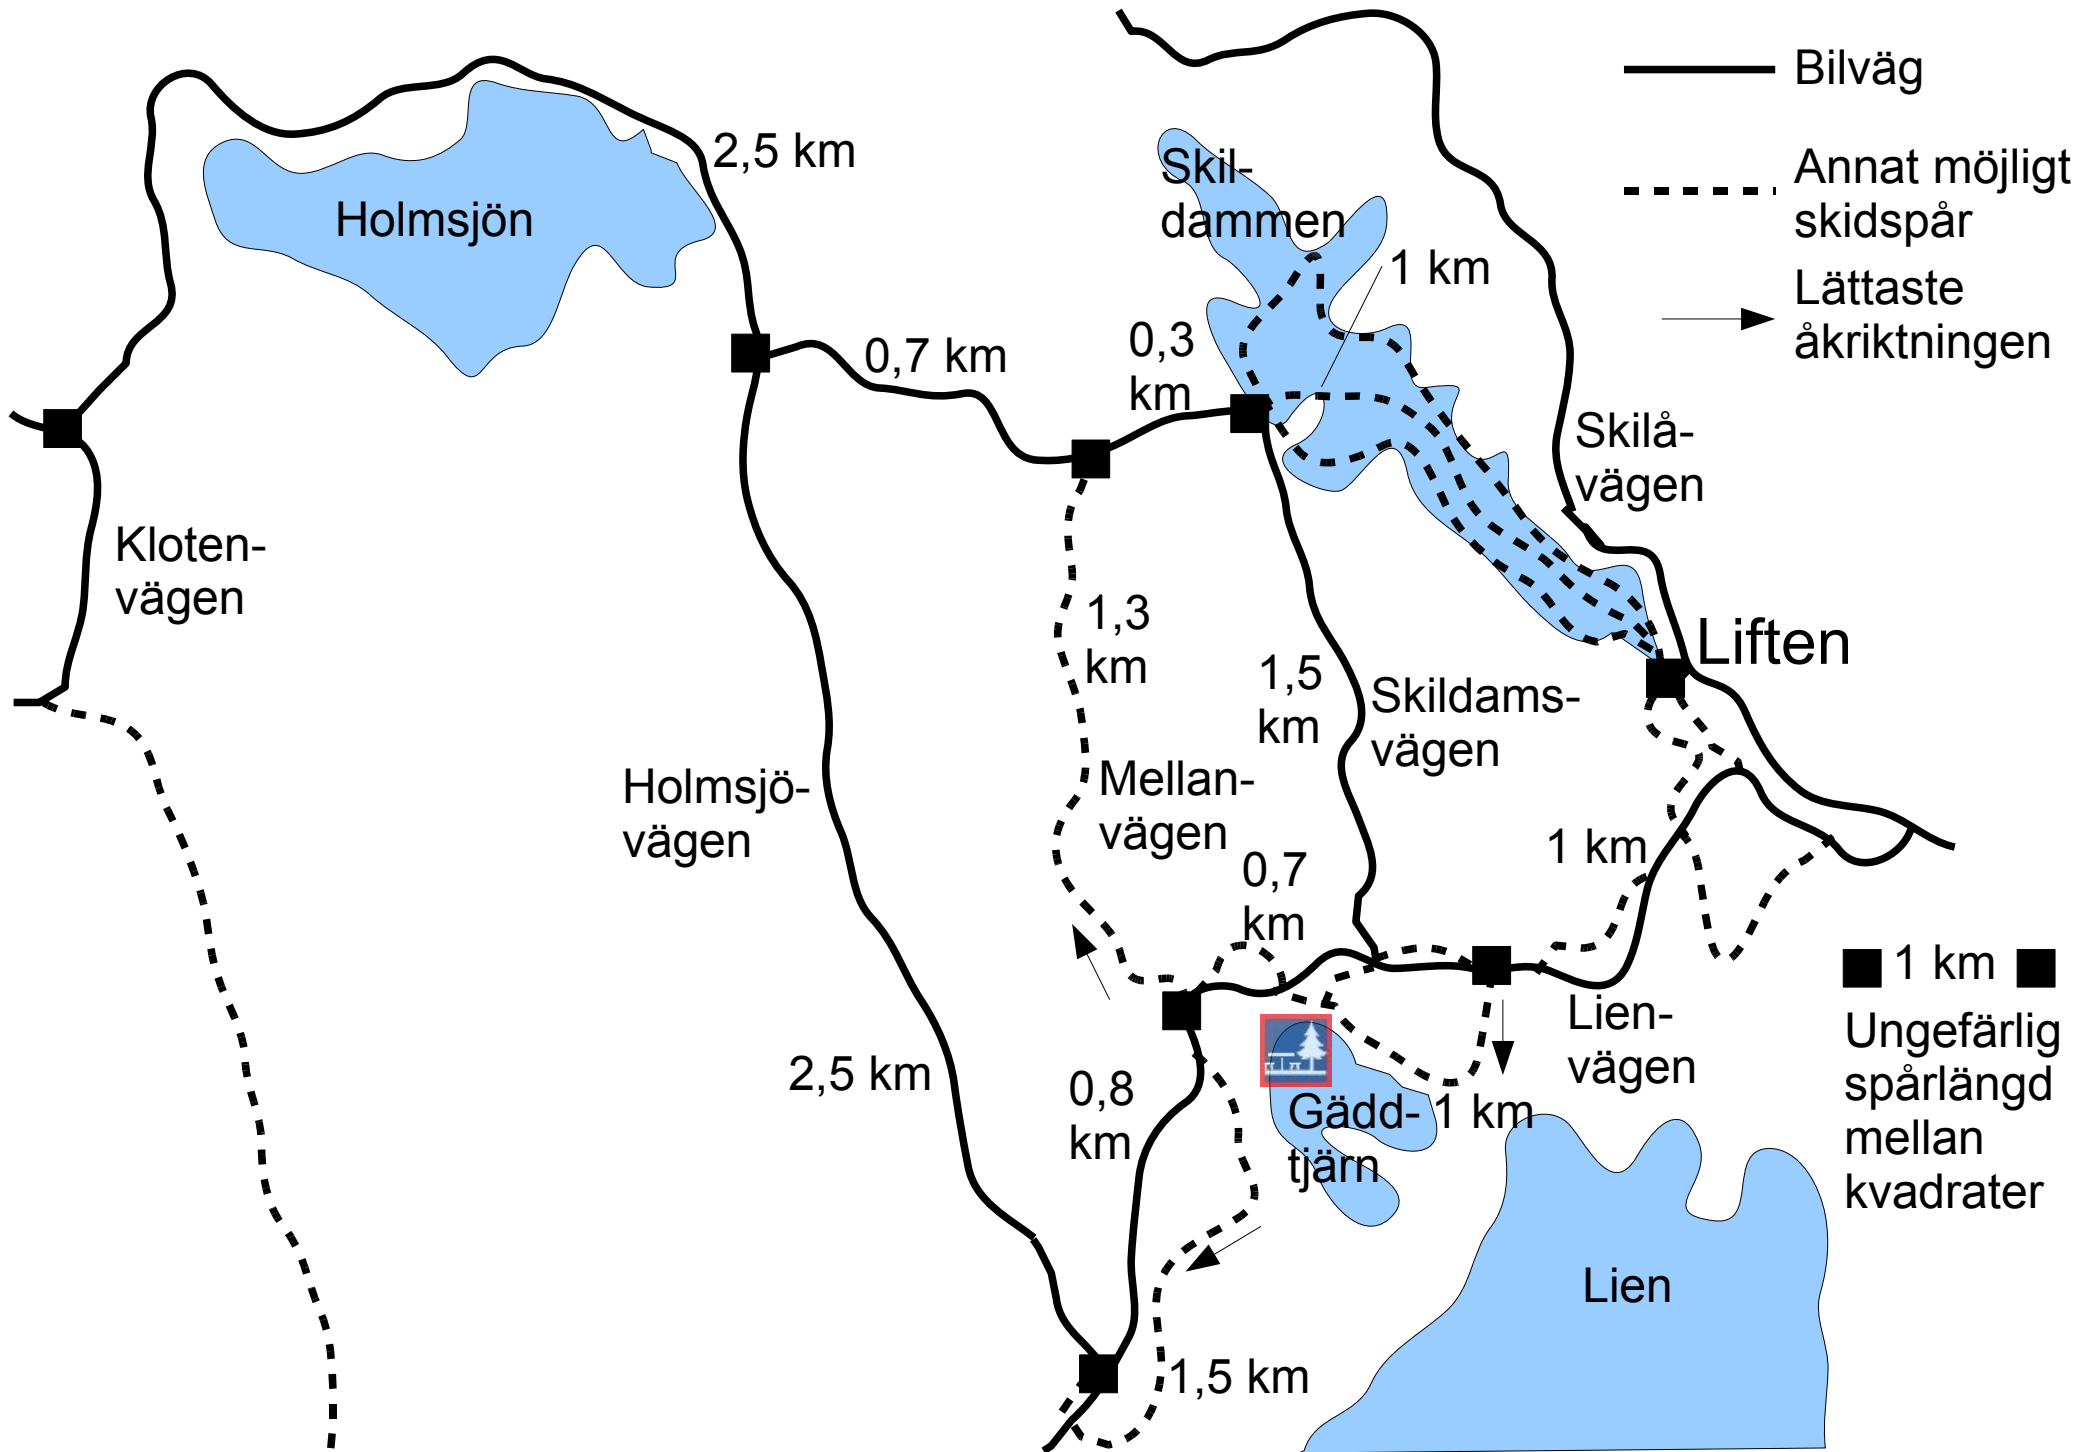 Bilväg
2,5 km
Skil-
dammen
Annat möjligt
skidspår
Holmsjön
1 km
Lättaste
åkriktningen
0,7 km
0,3
km
Skilå-
vägen
Kloten-
vägen
1,3
km
Liften
1,5
km
Skildams-
vägen
Holmsjö-
vägen
Mellan-
vägen
1 km
0,7
km
1 km
Ungefärlig
spårlängd
mellan
kvadrater
Lien-
vägen
2,5 km
0,8
km
Gädd-
tjärn
1 km
Lien
1,5 km